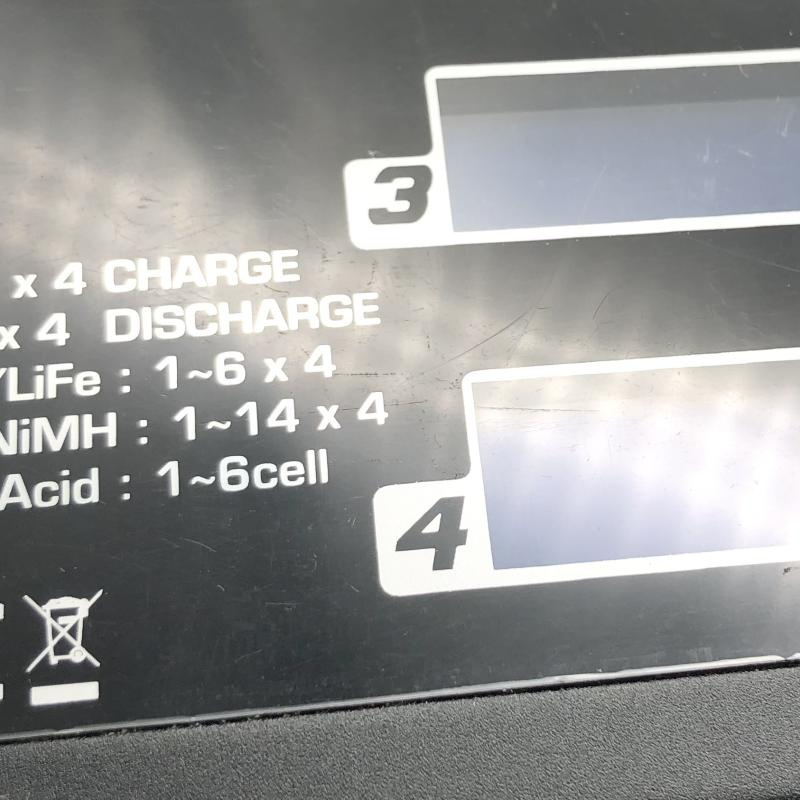 3
x 4 CHARGE
x 4 DISCHARGE
/LiFe : 1~6 x 4
NiMH : 1~14 x 4
Acid : 1~6cell
4